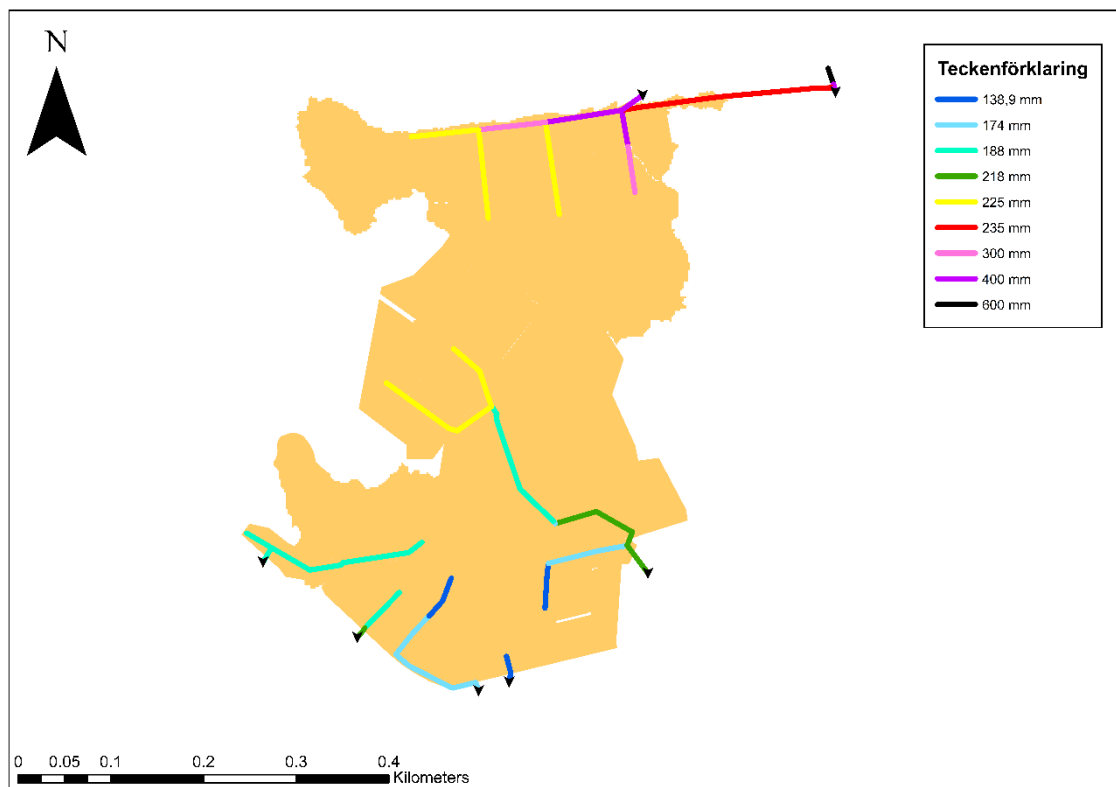 N
Teckenförklaring
138,9 mm
174 mm
188 mm
218 mm
225 mm
235 mm
300 mm
400 mm
600 mm
0 0.05 0.1 0.2 0.3 0.4
Kilometers